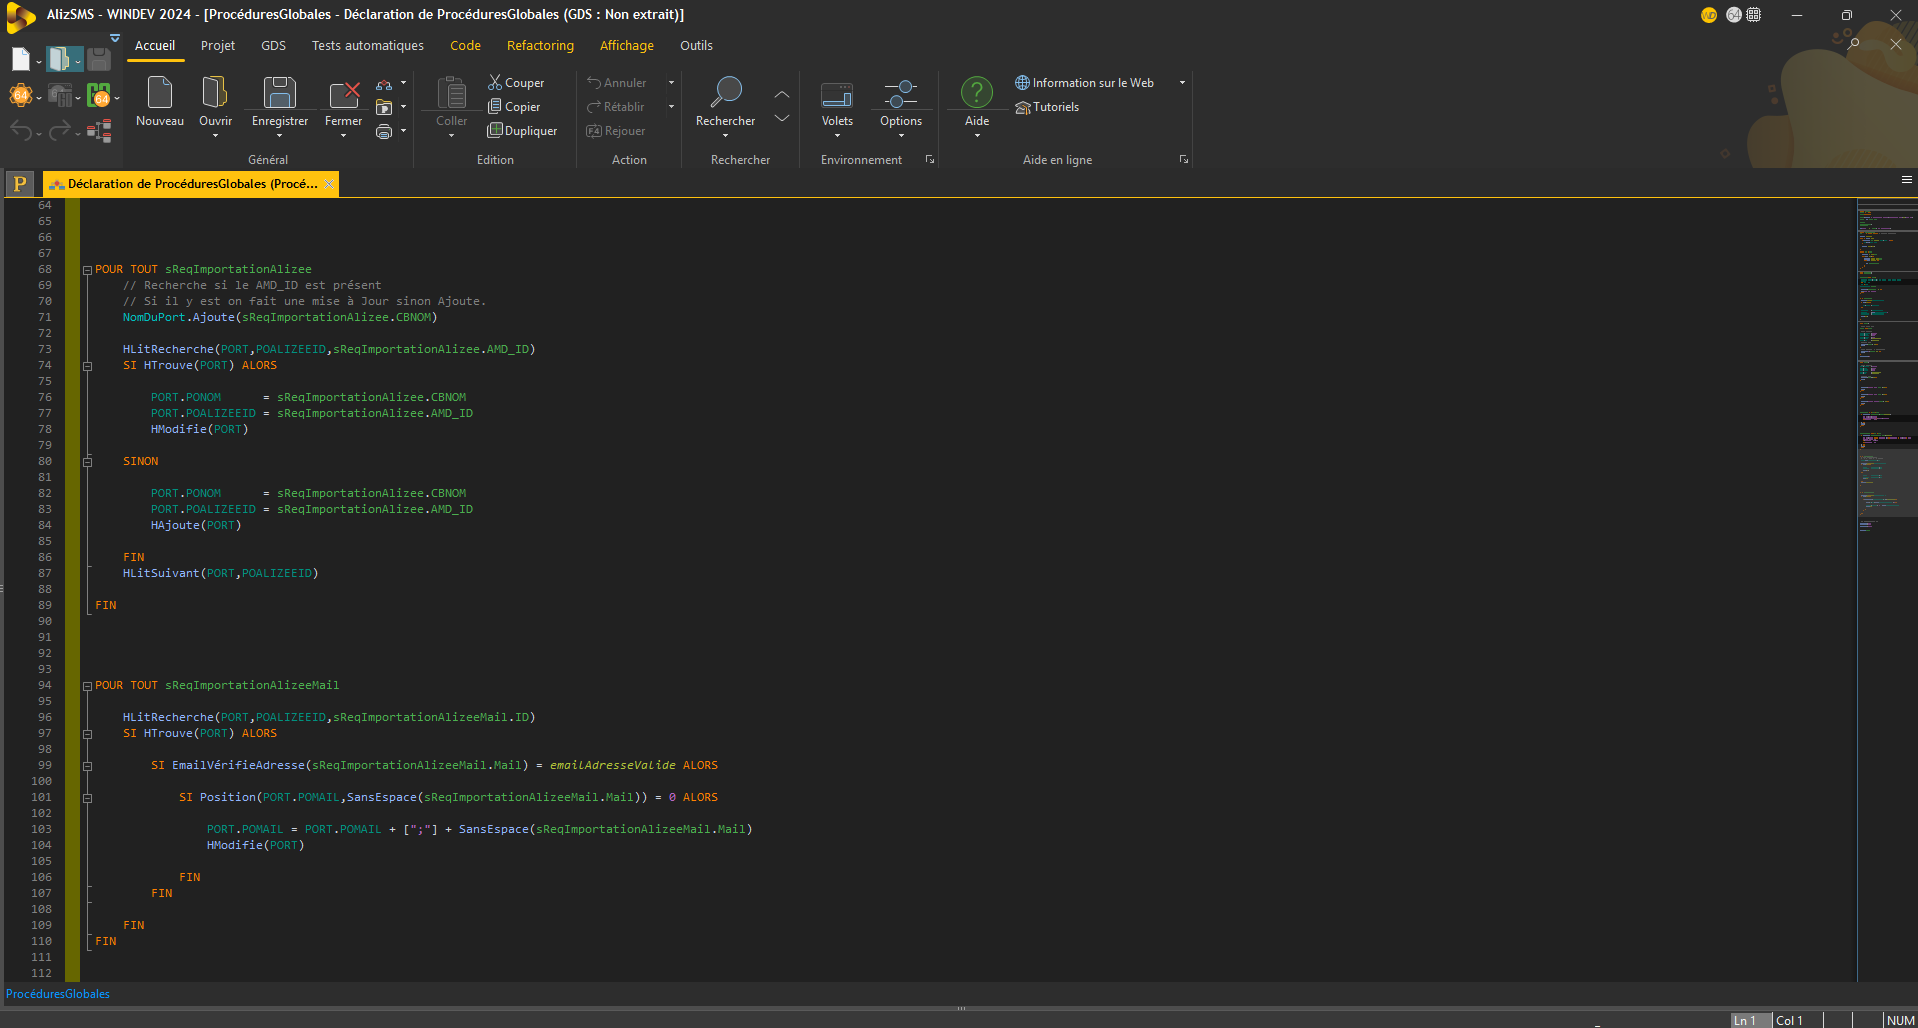 AlizSMS - WINDEV 2024 - [ProcéduresGlobales - Déclaration de ProcéduresGlobales (GDS : Non extrait)]
WD 64
Accueil Projet GDS Tests automatiques Code Refactoring Affichage Outils
64 64
Nouveau Ouvrir Enregistrer Fermer
Général
Coller Couper Copier Dupliquer
Edition
Annuler Rétablir F4 Rejouer
Action
Rechercher
Rechercher
Volets Options
Environnement
Aide Information sur le Web Tutoriels
Aide en ligne
P Déclaration de ProcéduresGlobales (Procé...
64
65
66
67
68 POUR TOUT sReqImportationAlizee
69 // Recherche si le AMD_ID est présent
70 // Si il y est on fait une mise à Jour sinon Ajoute.
71 NomDuPort.Ajoute(sReqImportationAlizee.CBNOM)
72
73 HLitRecherche(PORT,POALIZEEID,sReqImportationAlizee.AMD_ID)
74 SI HTrouve(PORT) ALORS
75
76 PORT.PONOM = sReqImportationAlizee.CBNOM
77 PORT.POALIZEEID = sReqImportationAlizee.AMD_ID
78 HModifie(PORT)
79
80 SINON
81
82 PORT.PONOM = sReqImportationAlizee.CBNOM
83 PORT.POALIZEEID = sReqImportationAlizee.AMD_ID
84 HAjoute(PORT)
85
86 FIN
87 HLitSuivant(PORT,POALIZEEID)
88
89 FIN
90
91
92
93
94 POUR TOUT sReqImportationAlizeeMail
95
96 HLitRecherche(PORT,POALIZEEID,sReqImportationAlizeeMail.ID)
97 SI HTrouve(PORT) ALORS
98
99 SI EmailVérifieAdresse(sReqImportationAlizeeMail.Mail) = emailAdresseValide ALORS
100
101 SI Position(PORT.POMAIL,SansEspace(sReqImportationAlizeeMail.Mail)) = 0 ALORS
102
103 PORT.POMAIL = PORT.POMAIL + [";"] + SansEspace(sReqImportationAlizeeMail.Mail)
104 HModifie(PORT)
105
106 FIN
107 FIN
108
109 FIN
110 FIN
111
112
ProcéduresGlobales
Ln 1 Col 1 NUM